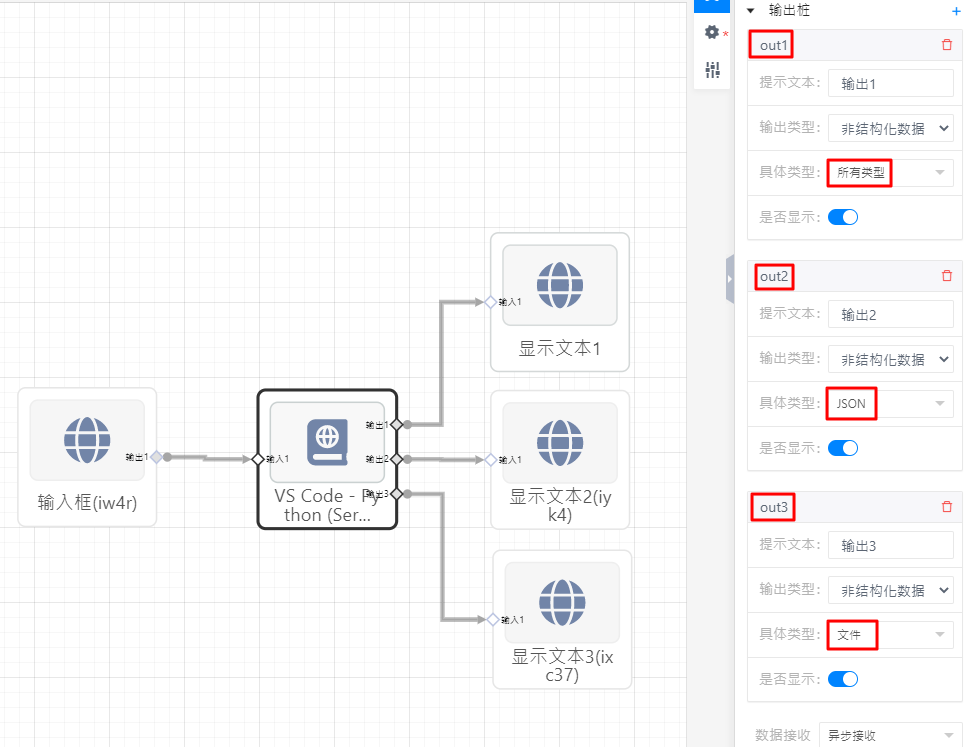 输入框(iw4r)
输出1
输入1
输出1
输出2
输出3
VS Code - Py
thon (Ser...
输入1
显示文本1
输入1
显示文本2(iy
k4)
输入1
显示文本3(ix
c37)
*
输出桩
+
out1
提示文本: 输出1
输出类型: 非结构化数据
具体类型: 所有类型
是否显示:
out2
提示文本: 输出2
输出类型: 非结构化数据
具体类型: JSON
是否显示:
out3
提示文本: 输出3
输出类型: 非结构化数据
具体类型: 文件
是否显示:
数据接收 异步接收